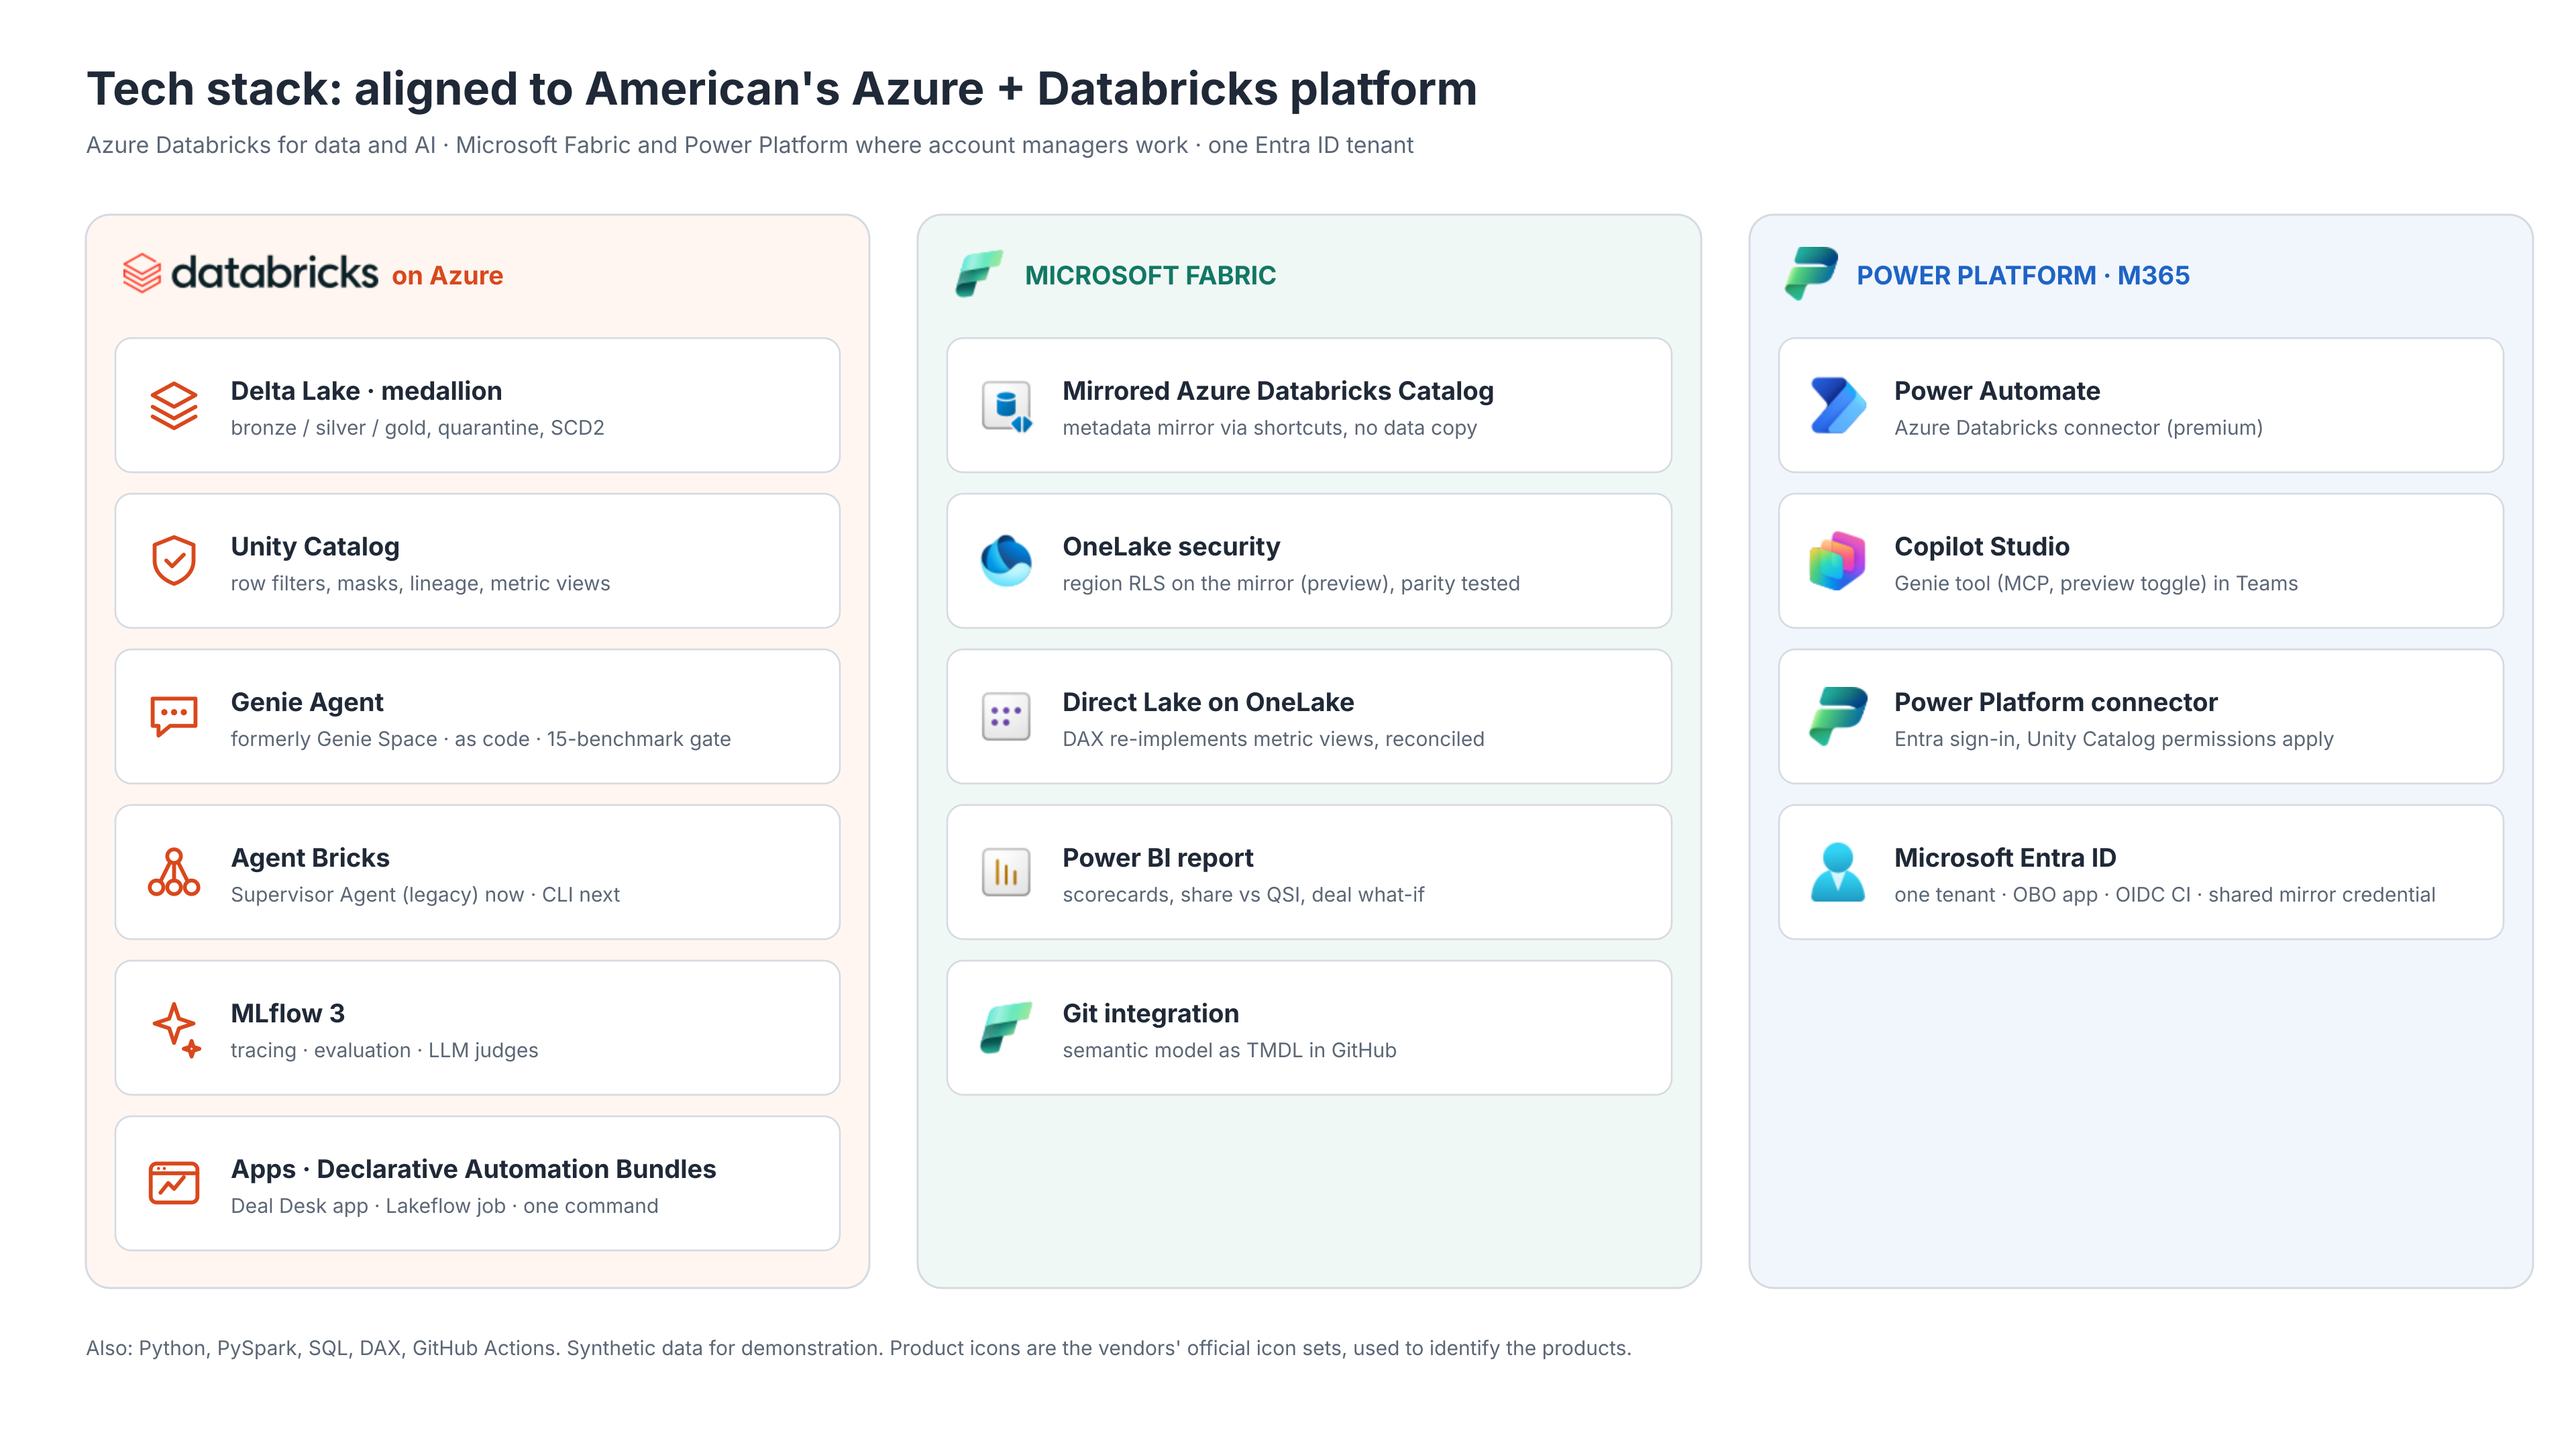 Tech stack: aligned to American's Azure + Databricks platform
Azure Databricks for data and AI · Microsoft Fabric and Power Platform where account managers work · one Entra ID tenant
databricks on Azure
Delta Lake · medallion
bronze / silver / gold, quarantine, SCD2
Unity Catalog
row filters, masks, lineage, metric views
Genie Agent
formerly Genie Space · as code · 15-benchmark gate
Agent Bricks
Supervisor Agent (legacy) now · CLI next
MLflow 3
tracing · evaluation · LLM judges
Apps · Declarative Automation Bundles
Deal Desk app · Lakeflow job · one command
MICROSOFT FABRIC
Mirrored Azure Databricks Catalog
metadata mirror via shortcuts, no data copy
OneLake security
region RLS on the mirror (preview), parity tested
Direct Lake on OneLake
DAX re-implements metric views, reconciled
Power BI report
scorecards, share vs QSI, deal what-if
Git integration
semantic model as TMDL in GitHub
POWER PLATFORM · M365
Power Automate
Azure Databricks connector (premium)
Copilot Studio
Genie tool (MCP, preview toggle) in Teams
Power Platform connector
Entra sign-in, Unity Catalog permissions apply
Microsoft Entra ID
one tenant · OBO app · OIDC CI · shared mirror credential
Also: Python, PySpark, SQL, DAX, GitHub Actions. Synthetic data for demonstration. Product icons are the vendors' official icon sets, used to identify the products.